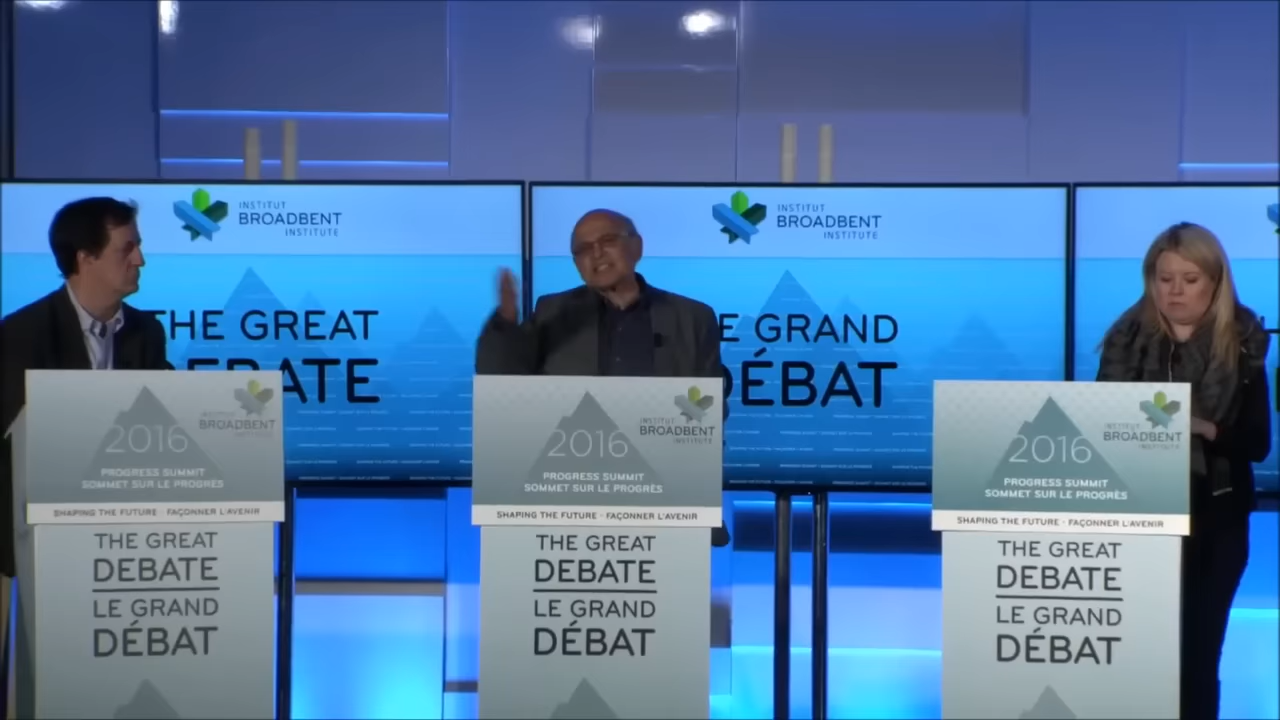 INSTITUT
BROADBENT
INSTITUTE
THE GREAT
DEBATE
INSTITUT
BROADBENT
INSTITUTE
GRAND
DÉBAT
2016
INSTITUT
BROADBENT
INSTITUTE
PROGRESS SUMMIT
SOMMET SUR LE PROGRÈS
SHAPING THE FUTURE · FAÇONNER L'AVENIR
THE GREAT
DEBATE
LE GRAND
DÉBAT
2016
INSTITUT
BROADBENT
INSTITUTE
PROGRESS SUMMIT
SOMMET SUR LE PROGRÈS
SHAPING THE FUTURE · FAÇONNER L'AVENIR
THE GREAT
DEBATE
LE GRAND
DÉBAT
2016
INSTITUT
BROADBENT
INSTITUTE
PROGRESS SUMMIT
SOMMET SUR LE PROGRÈS
SHAPING THE FUTURE · FAÇONNER L'AVENIR
THE GREAT
DEBATE
LE GRAND
DÉBAT